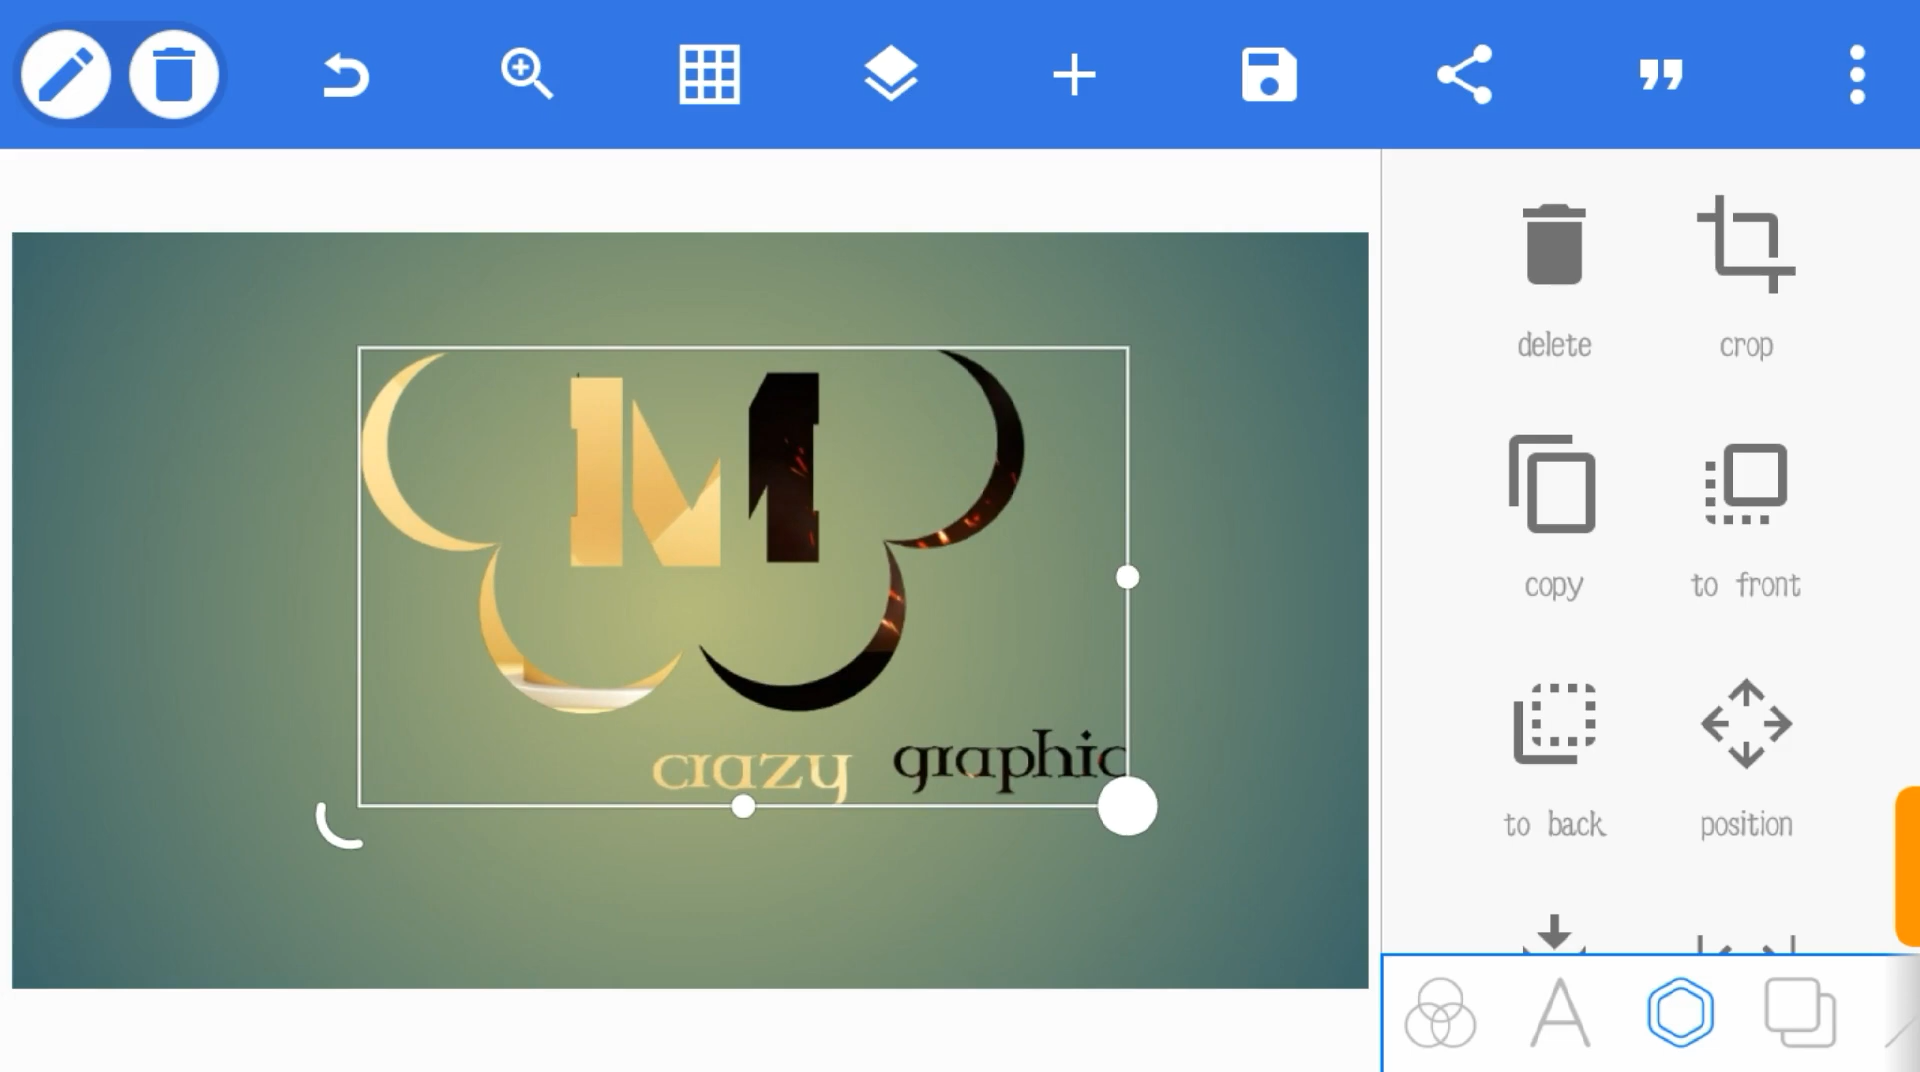 M
crazy graphic
delete crop
copy to front
to back position